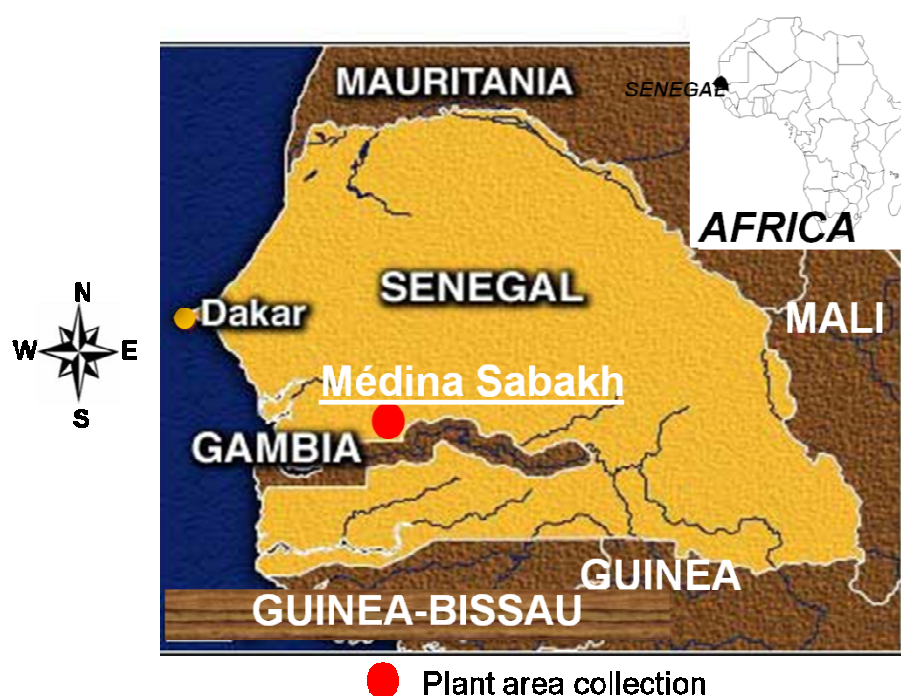 MAURITANIA
SENEGAL
AFRICA
SENEGAL
MALI
Dakar
N
W E
S
Médina Sabakh
GAMBIA
GUINEA
GUINEA-BISSAU
Plant area collection